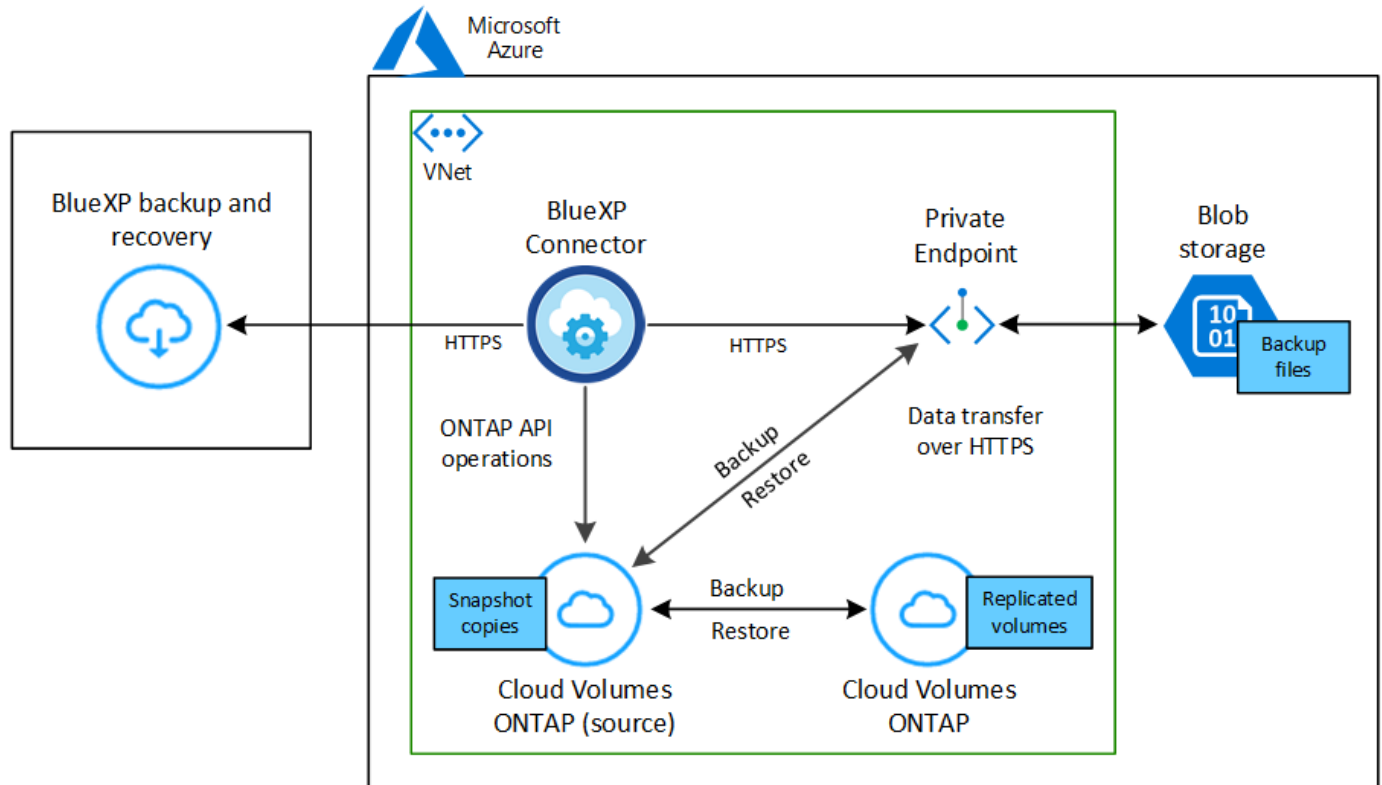 Microsoft
Azure
VNet
BlueXP backup and
recovery
BlueXP
Connector
Private
Endpoint
Blob
storage
10
01
Backup
files
HTTPS
HTTPS
ONTAP API
operations
Backup
Restore
Data transfer
over HTTPS
Snapshot
copies
Backup
Restore
Replicated
volumes
Cloud Volumes
ONTAP (source)
Cloud Volumes
ONTAP